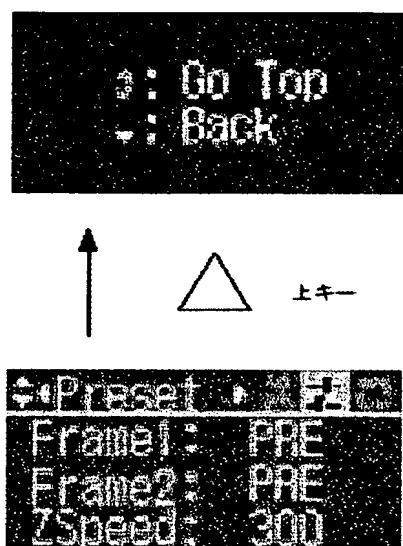 : Go Top
: Back
上キー
Preset
Frame1: PRE
Frame2: PRE
ZSpeed: 300